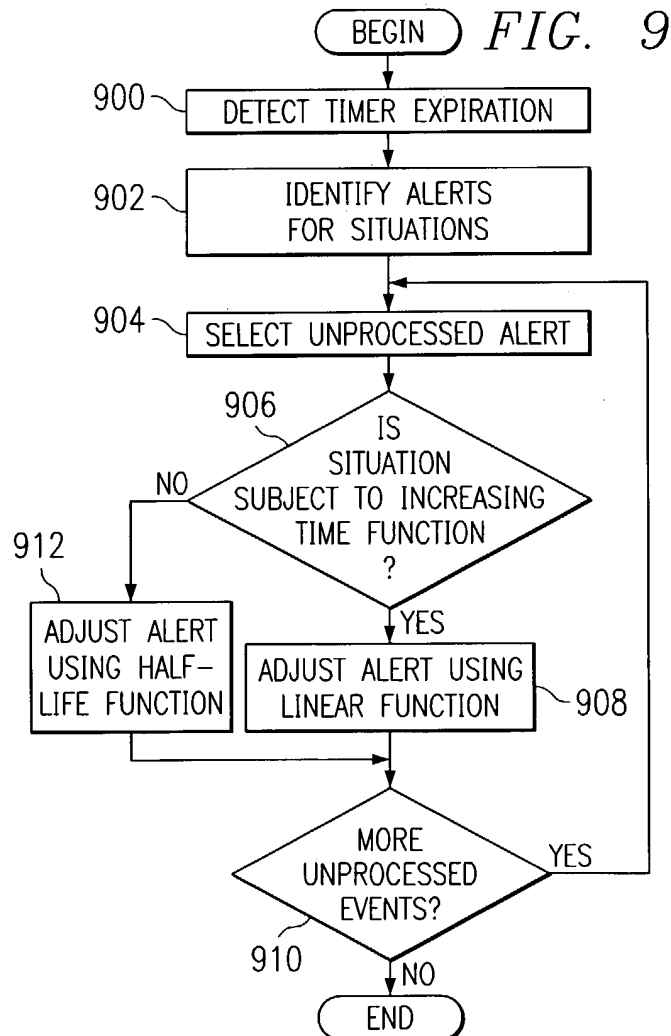 BEGIN
FIG. 9
900
DETECT TIMER EXPIRATION
902
IDENTIFY ALERTS
FOR SITUATIONS
904
SELECT UNPROCESSED ALERT
906
IS
SITUATION
SUBJECT TO INCREASING
TIME FUNCTION
?
NO
YES
912
ADJUST ALERT
USING HALF-
LIFE FUNCTION
ADJUST ALERT USING
LINEAR FUNCTION
908
MORE
UNPROCESSED
EVENTS?
YES
910
NO
END